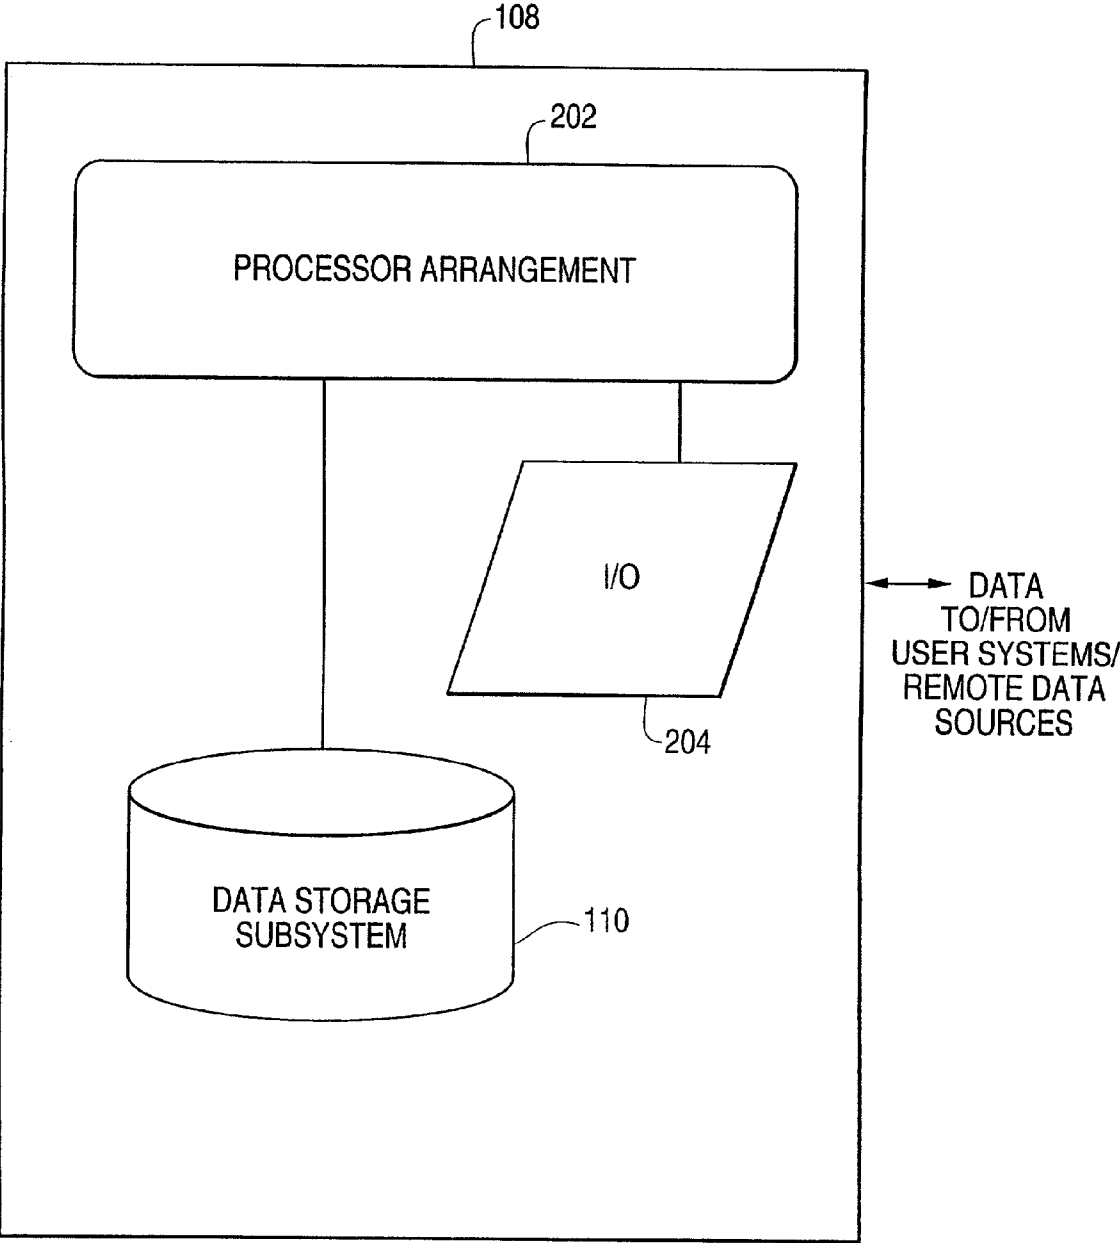 108
202
PROCESSOR ARRANGEMENT
I/O
DATA
TO/FROM
USER SYSTEMS/
REMOTE DATA
SOURCES
204
DATA STORAGE
SUBSYSTEM
110